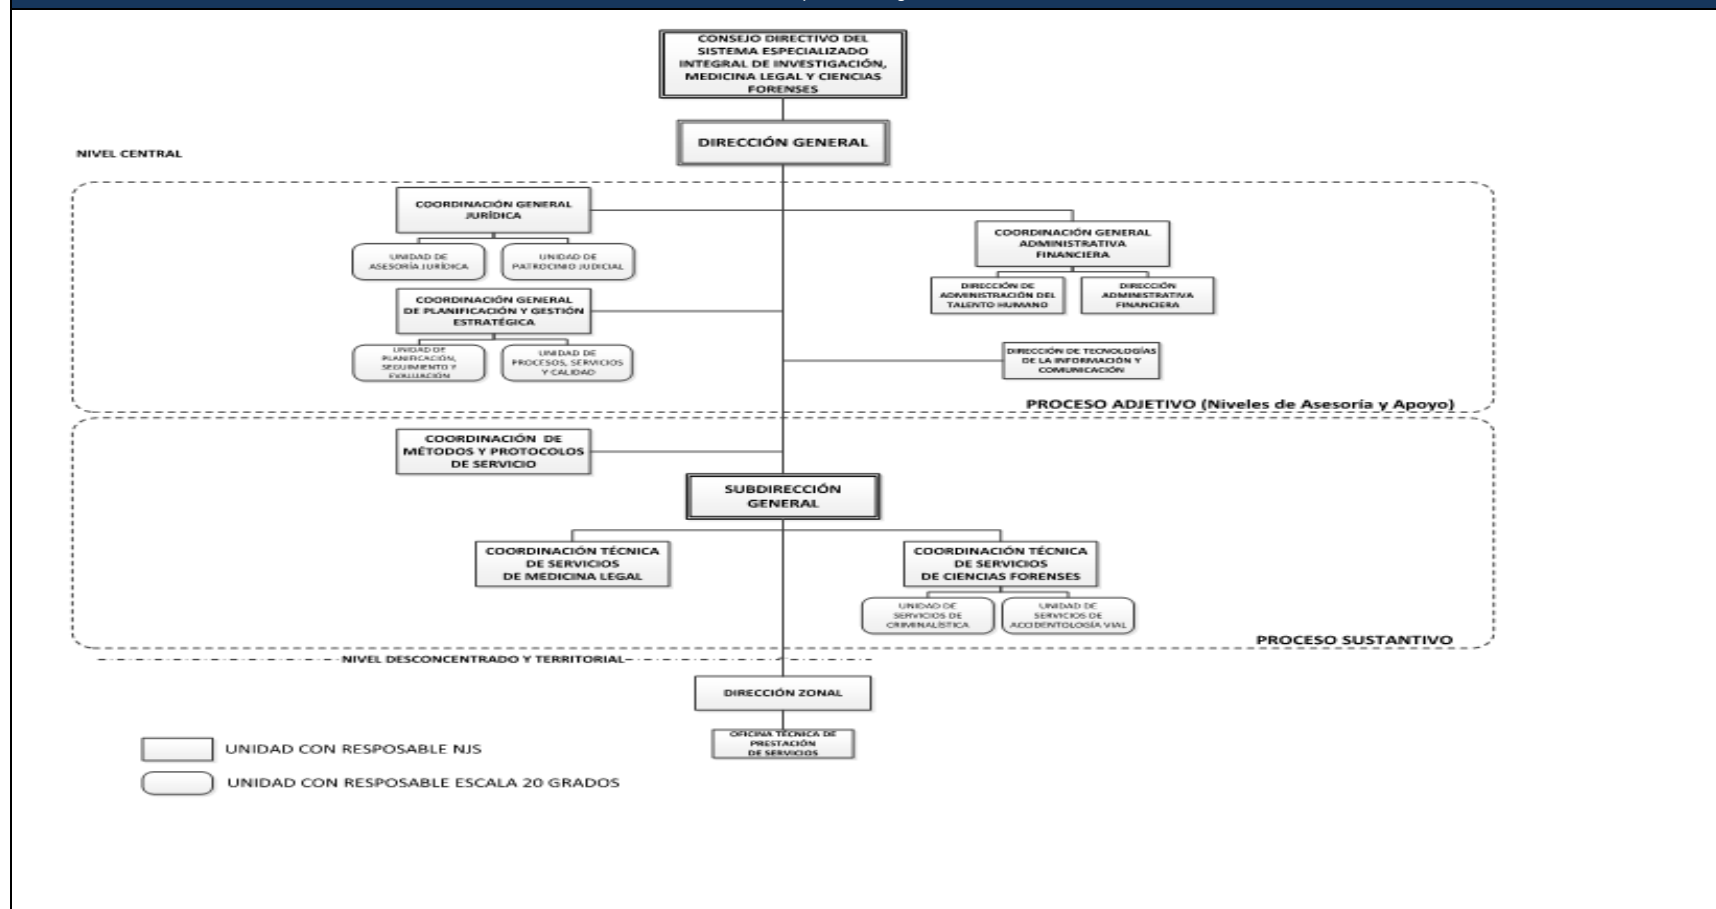 CONSEJO DIRECTIVO DEL
SISTEMA ESPECIALIZADO
INTEGRAL DE INVESTIGACIÓN,
MEDICINA LEGAL Y CIENCIAS
FORENSES
DIRECCIÓN GENERAL
NIVEL CENTRAL
COORDINACIÓN GENERAL
JURÍDICA
UNIDAD DE
ASESORÍA JURÍDICA
UNIDAD DE
PATROCINIO JUDICIAL
COORDINACIÓN GENERAL
ADMINISTRATIVA
FINANCIERA
DIRECCIÓN DE
ADMINISTRACIÓN DEL
TALENTO HUMANO
DIRECCIÓN
ADMINISTRATIVA
FINANCIERA
COORDINACIÓN GENERAL
DE PLANIFICACIÓN Y GESTIÓN
ESTRATÉGICA
UNIDAD DE
PLANIFICACIÓN,
SEGUIMIENTO Y
EVALUACIÓN
UNIDAD DE
PROCESOS, SERVICIOS
Y CALIDAD
DIRECCIÓN DE TECNOLOGÍAS
DE LA INFORMACIÓN Y
COMUNICACIÓN
PROCESO ADJETIVO (Niveles de Asesoría y Apoyo)
COORDINACIÓN DE
MÉTODOS Y PROTOCOLOS
DE SERVICIO
SUBDIRECCIÓN
GENERAL
COORDINACIÓN TÉCNICA
DE SERVICIOS
DE MEDICINA LEGAL
COORDINACIÓN TÉCNICA
DE SERVICIOS
DE CIENCIAS FORENSES
UNIDAD DE
SERVICIOS DE
CRIMINALÍSTICA
UNIDAD DE
SERVICIOS DE
ACCIDENTOLOGÍA VIAL
PROCESO SUSTANTIVO
NIVEL DESCONCENTRADO Y TERRITORIAL
DIRECCIÓN ZONAL
OFICINA TÉCNICA DE
PRESTACIÓN
DE SERVICIOS
UNIDAD CON RESPOSABLE NJS
UNIDAD CON RESPOSABLE ESCALA 20 GRADOS